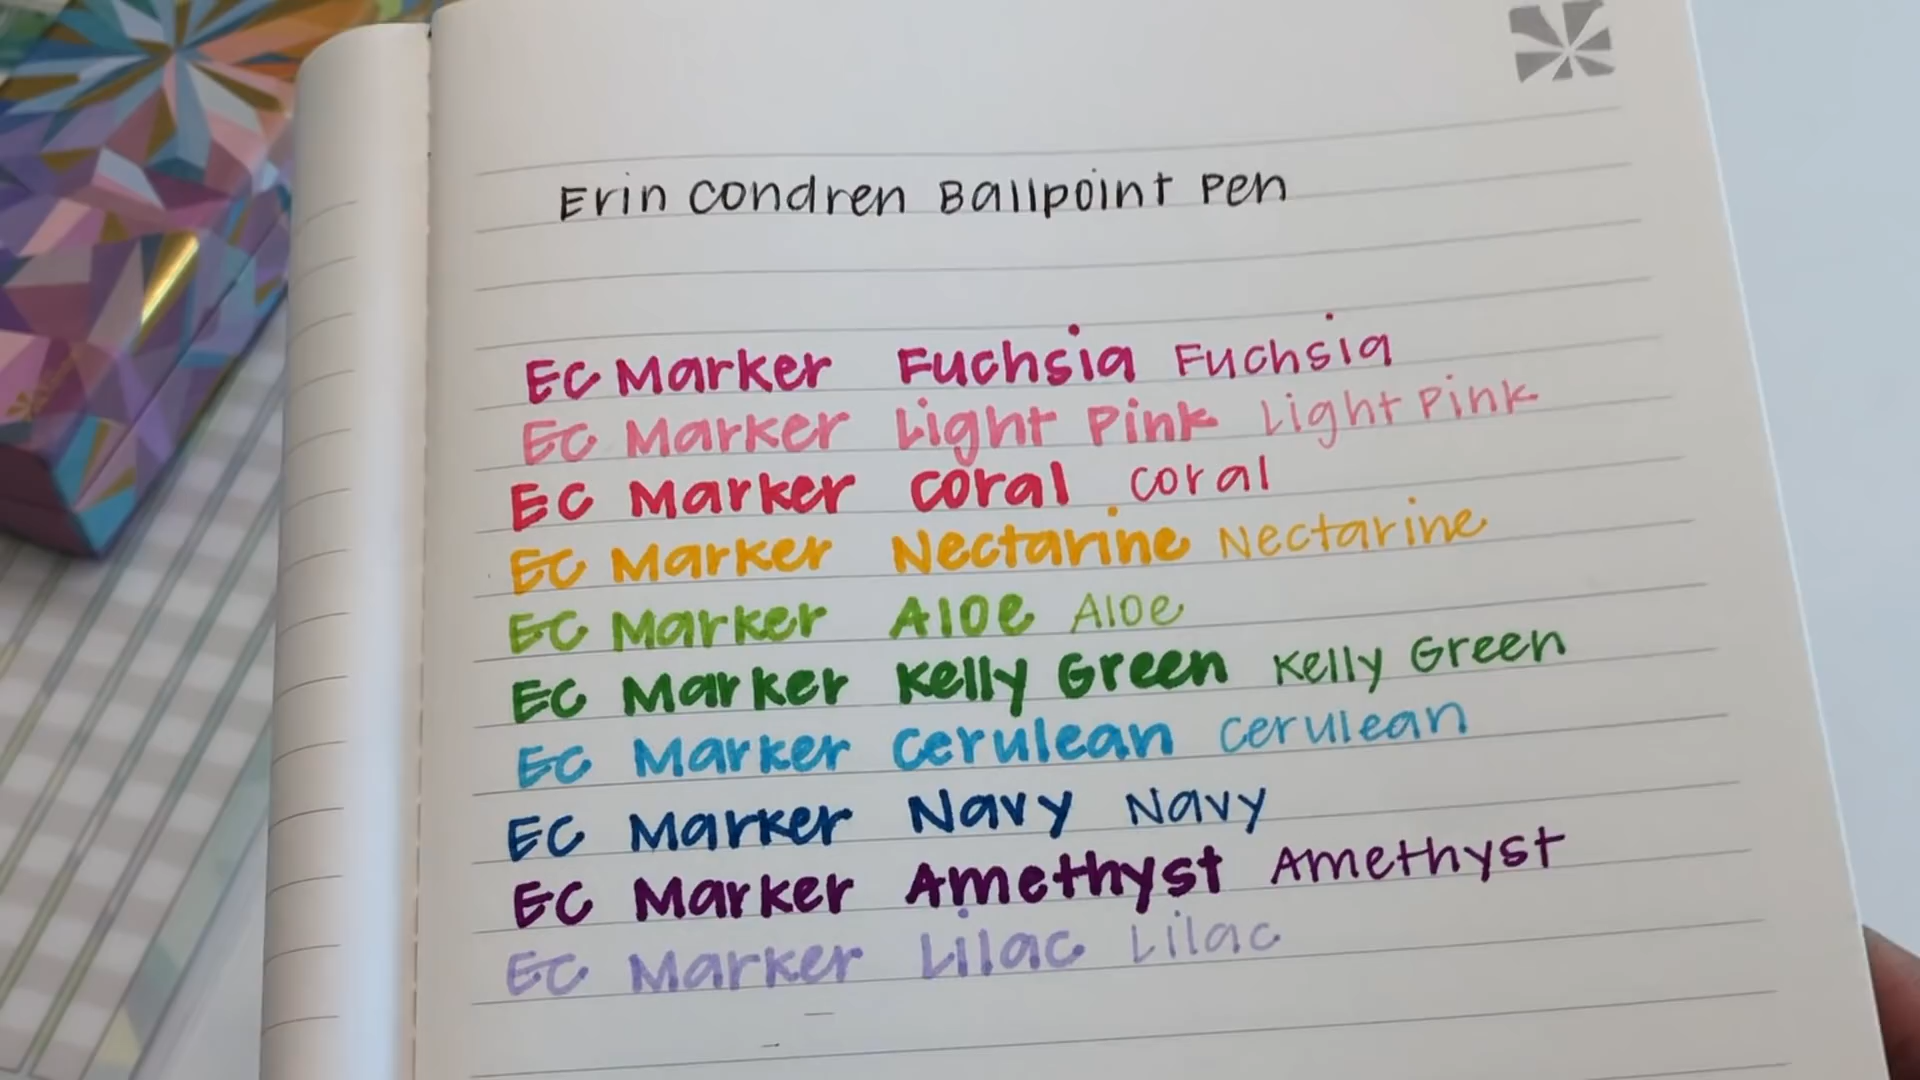 Erin Condren Ballpoint Pen
EC Marker Fuchsia Fuchsia
EC Marker Light Pink Light Pink
EC Marker Coral Coral
EC Marker Nectarine Nectarine
EC Marker Aloe Aloe
EC Marker Kelly Green Kelly Green
EC Marker Cerulean Cerulean
EC Marker Navy Navy
EC Marker Amethyst Amethyst
EC Marker Lilac Lilac